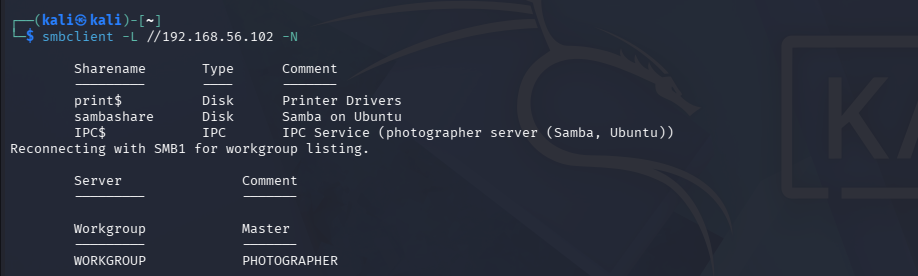 ┌──(kali㉿kali)-[~]
└─$ smbclient -L //192.168.56.102 -N
Sharename Type Comment
--------- ---- -------
print$ Disk Printer Drivers
sambashare Disk Samba on Ubuntu
IPC$ IPC IPC Service (photographer server (Samba, Ubuntu))
Reconnecting with SMB1 for workgroup listing.
Server Comment
--------- -------
Workgroup Master
--------- -------
WORKGROUP PHOTOGRAPHER